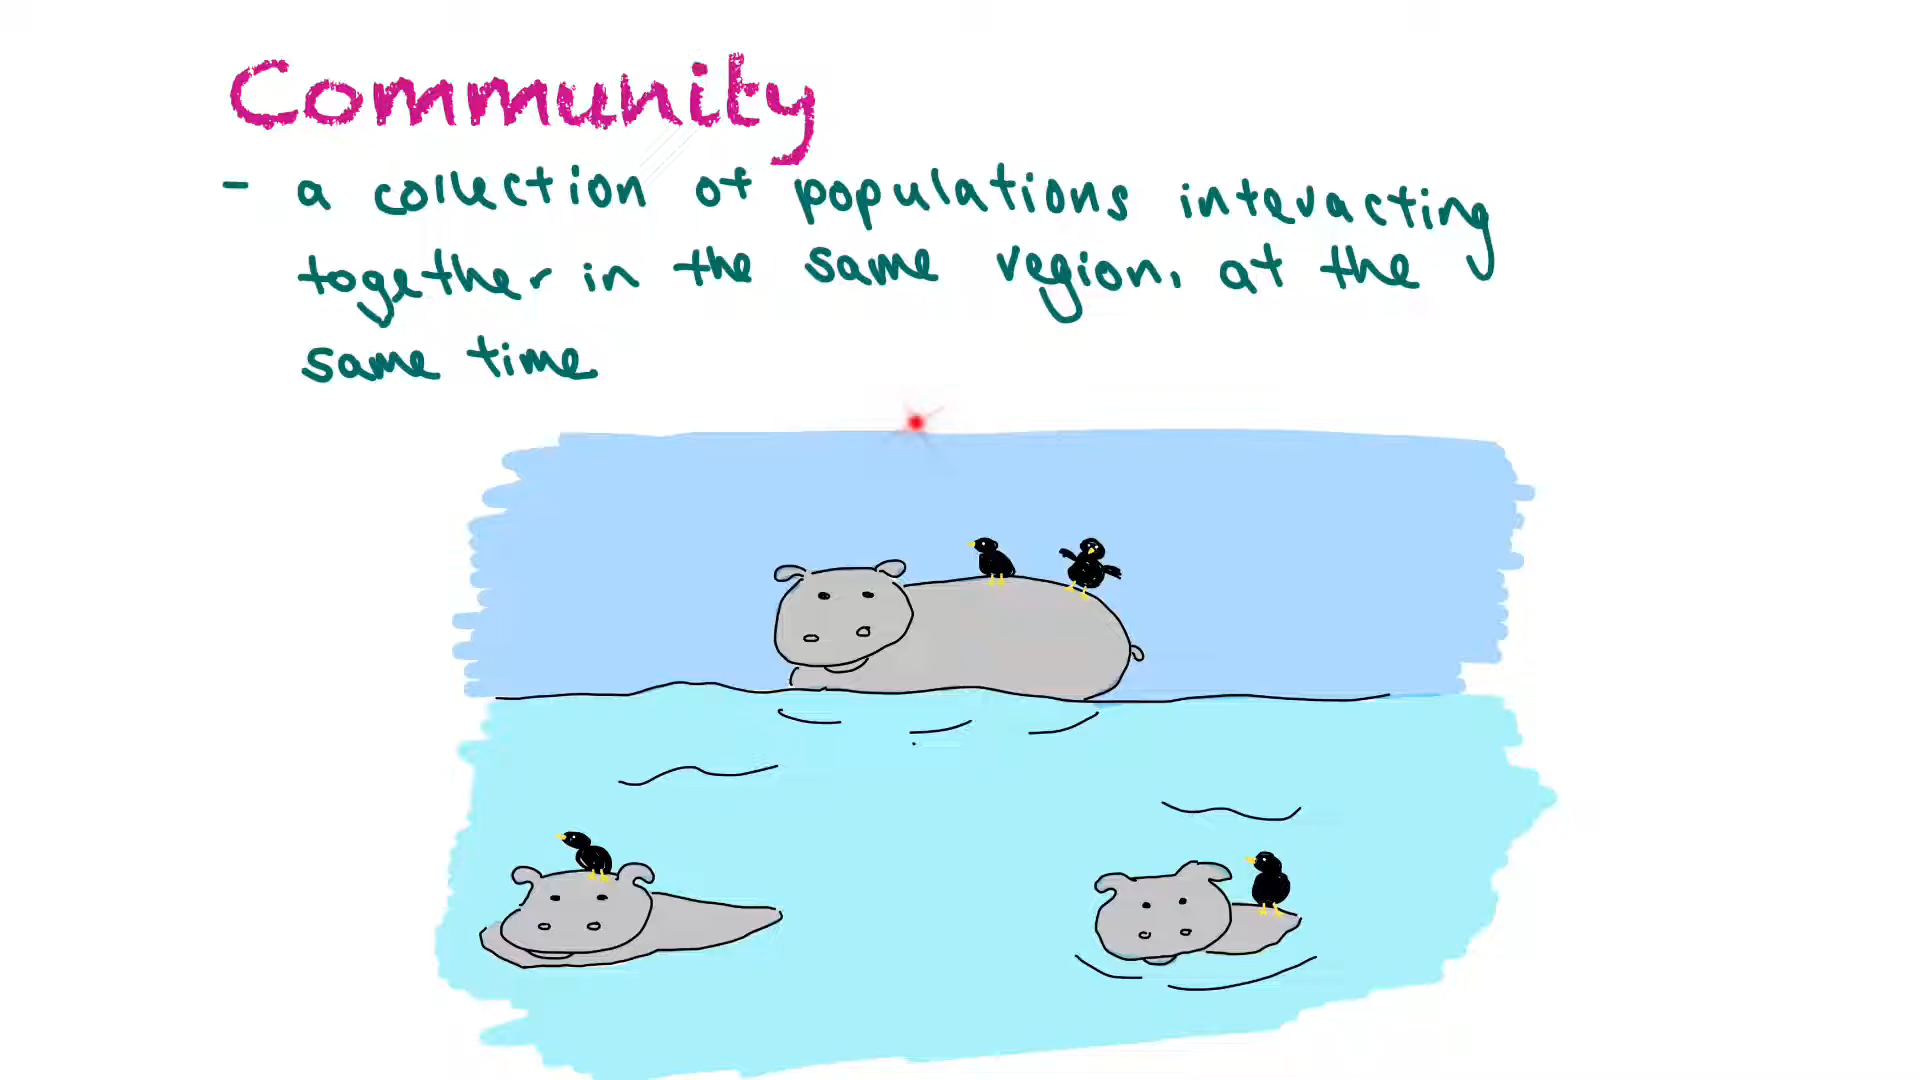 Community
- a collection of populations interacting
together in the same region, at the
same time